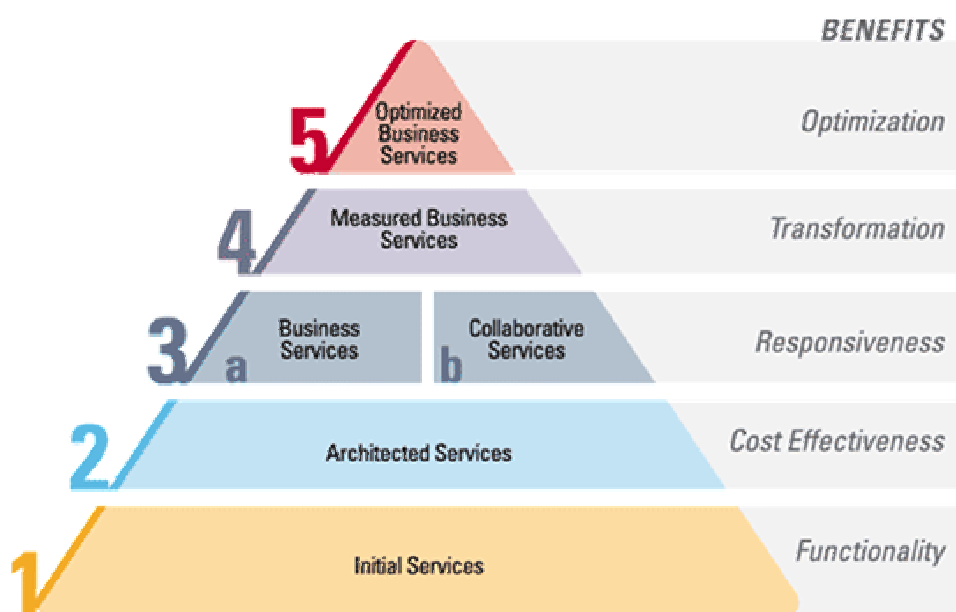 BENEFITS
5
Optimized
Business
Services
Optimization
4
Measured Business
Services
Transformation
3
a
Business
Services
b
Collaborative
Services
Responsiveness
2
Architected Services
Cost Effectiveness
1
Initial Services
Functionality